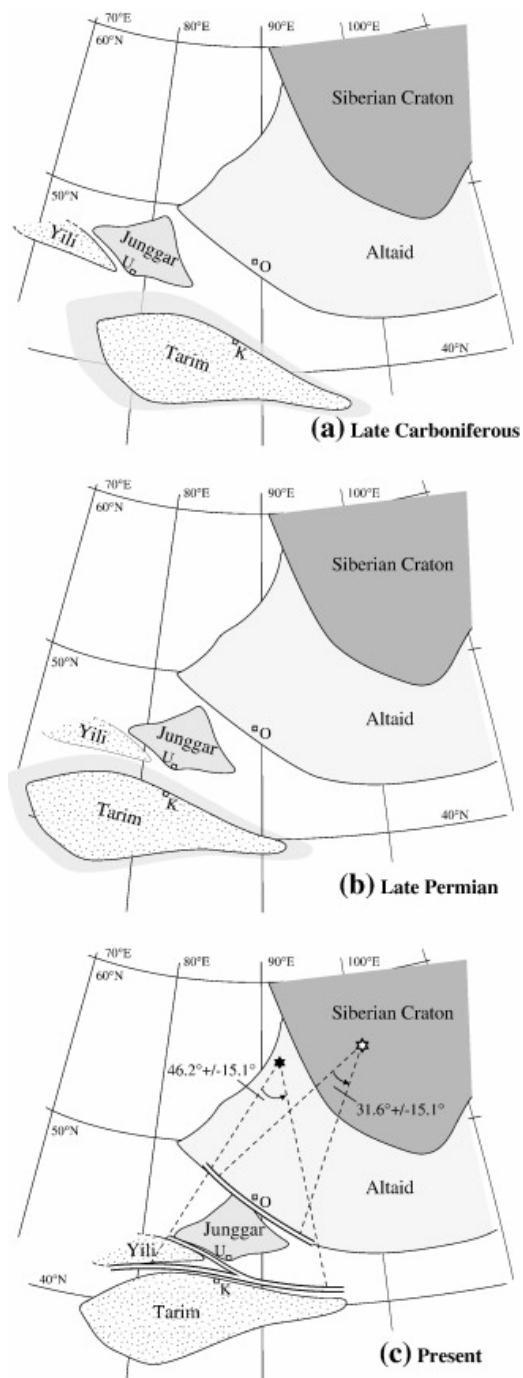 70°E
60°N
80°E
90°E
100°E
Siberian Craton
50°N
Yili
Junggar
U
O
Altaid
K
Tarim
40°N
(a) Late Carboniferous
70°E
60°N
80°E
90°E
100°E
Siberian Craton
50°N
Yili
Junggar
U
O
Altaid
K
Tarim
40°N
(b) Late Permian
70°E
60°N
80°E
90°E
100°E
Siberian Craton
46.2°+/-15.1°
31.6°+/-15.1°
50°N
Altaid
O
Junggar
Yili
U
40°N
K
Tarim
(c) Present